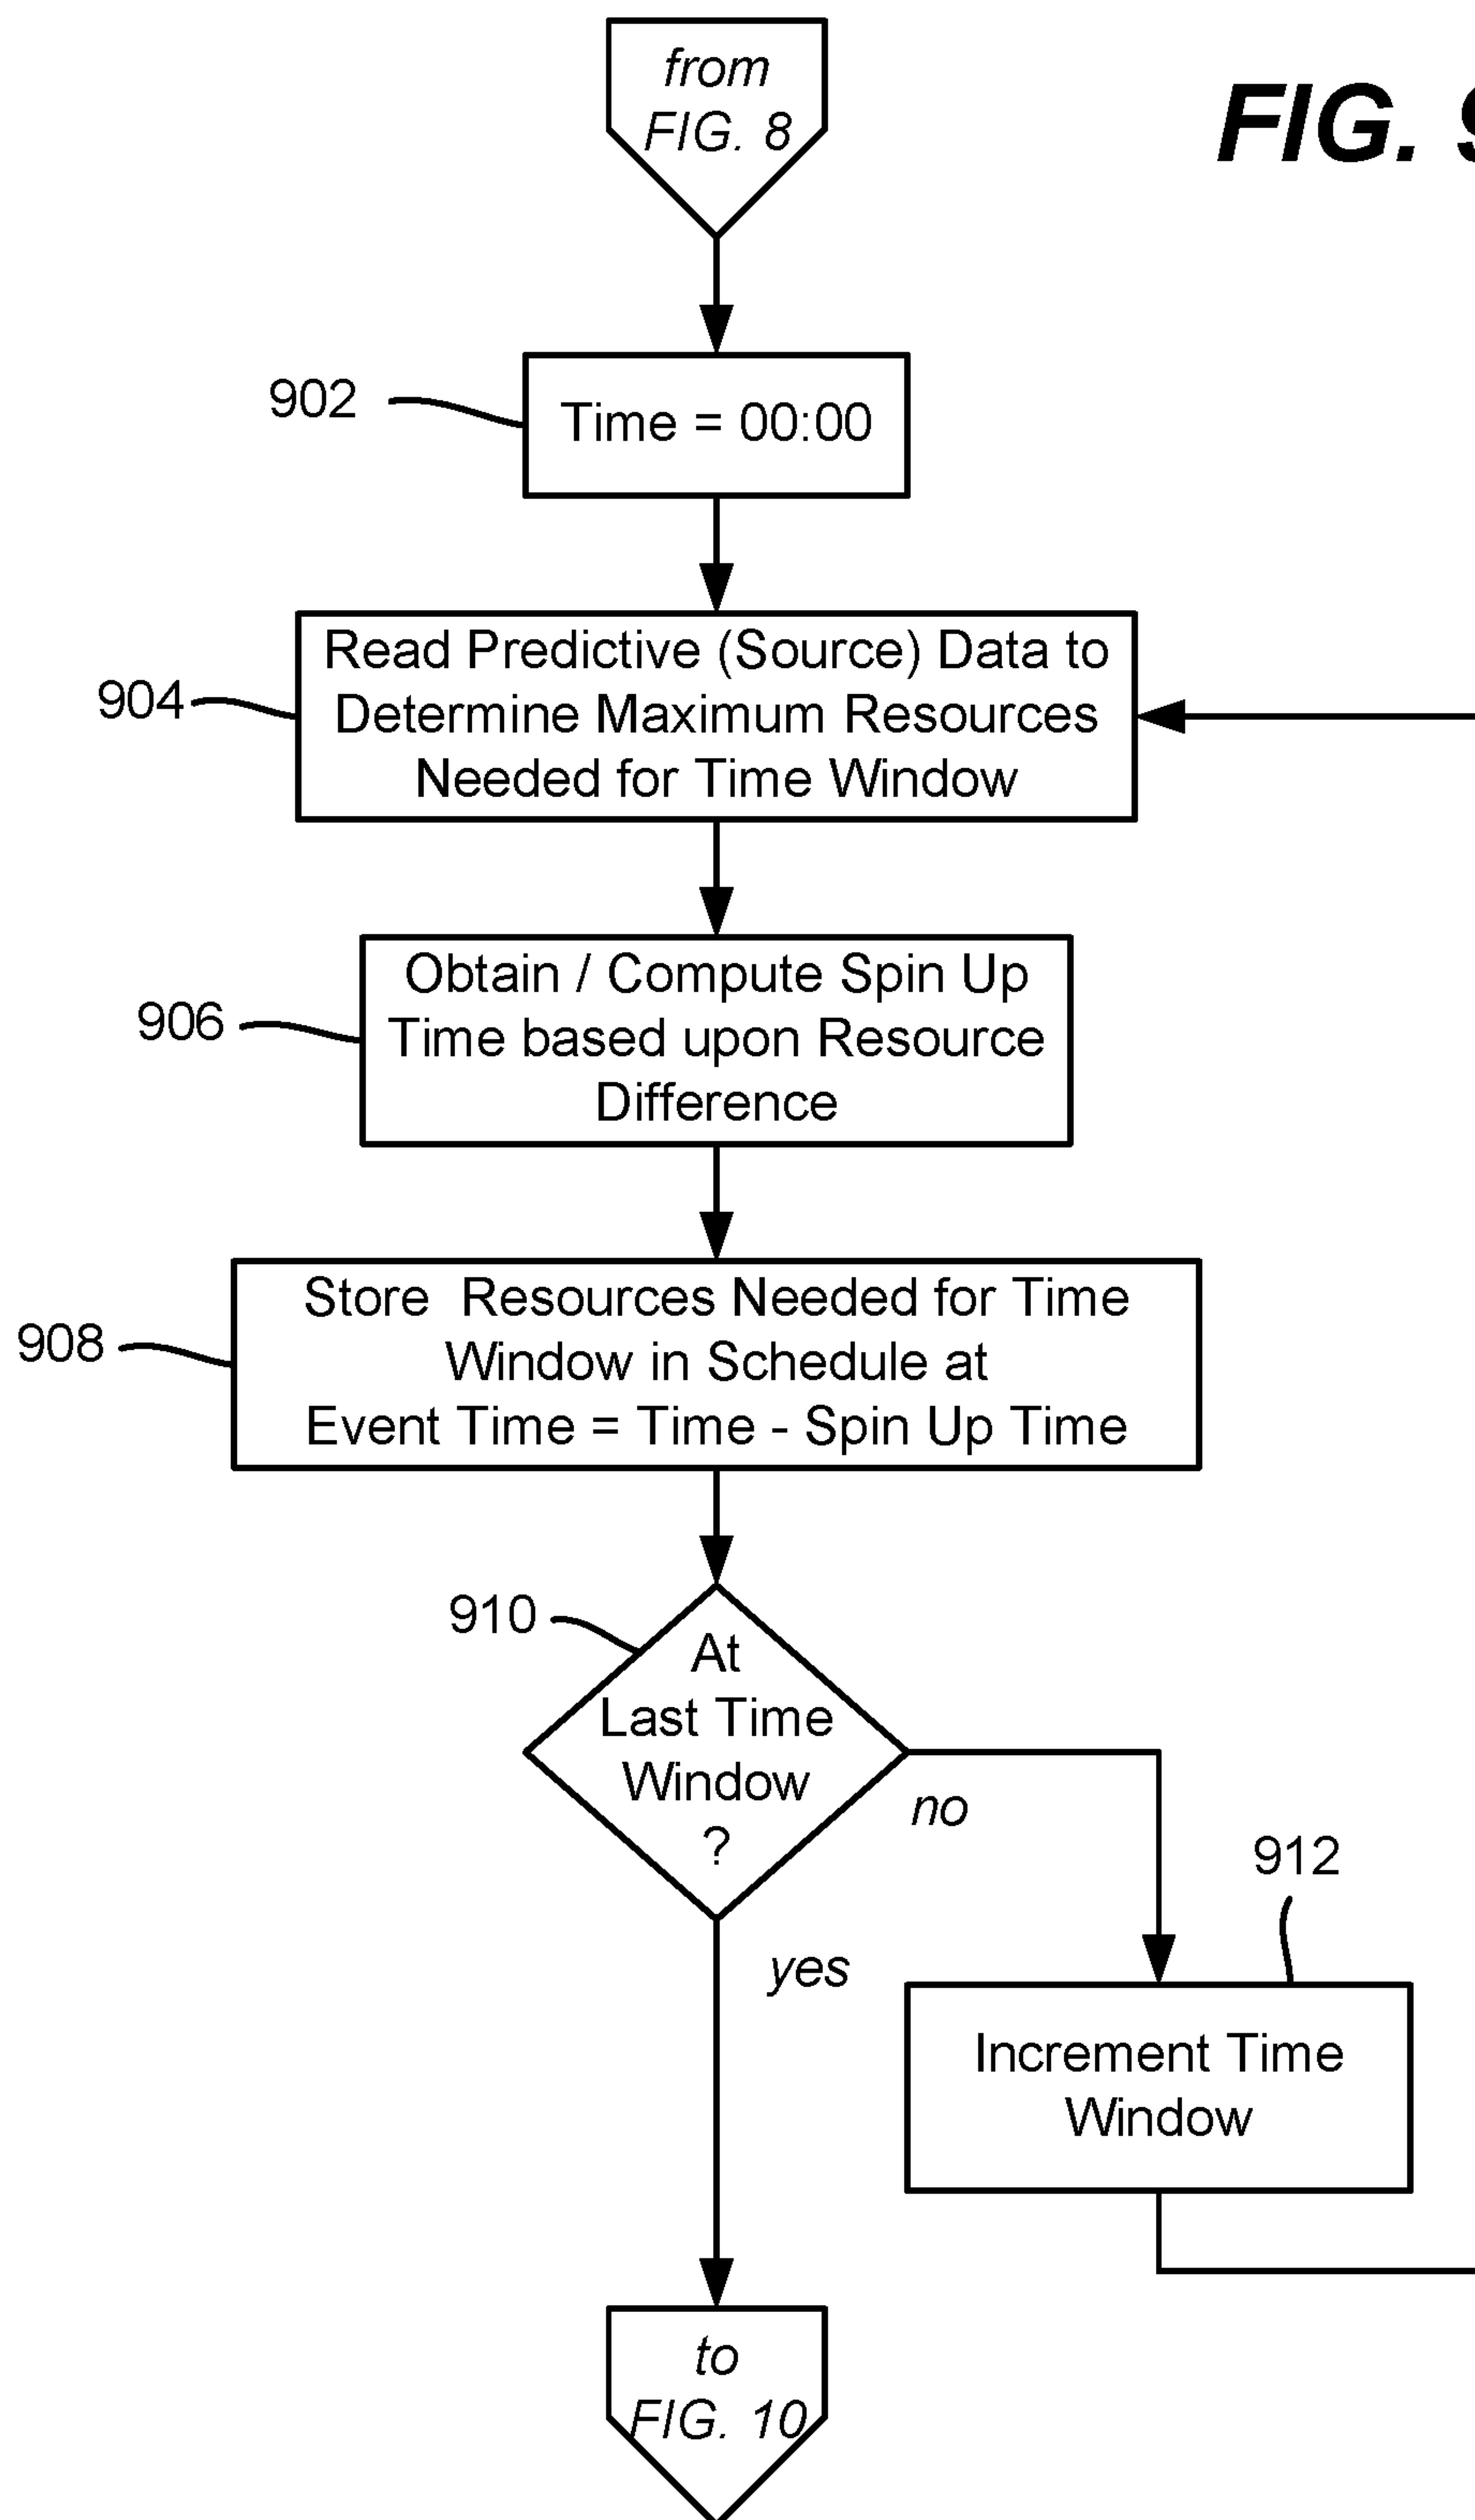 from
FIG. 8
FIG. 9
902
Time = 00:00
904
Read Predictive (Source) Data to
Determine Maximum Resources
Needed for Time Window
906
Obtain / Compute Spin Up
Time based upon Resource
Difference
908
Store  Resources Needed for Time
Window in Schedule at
Event Time = Time - Spin Up Time
910
At
Last Time
Window
?
no
912
yes
Increment Time
Window
to
FIG. 10